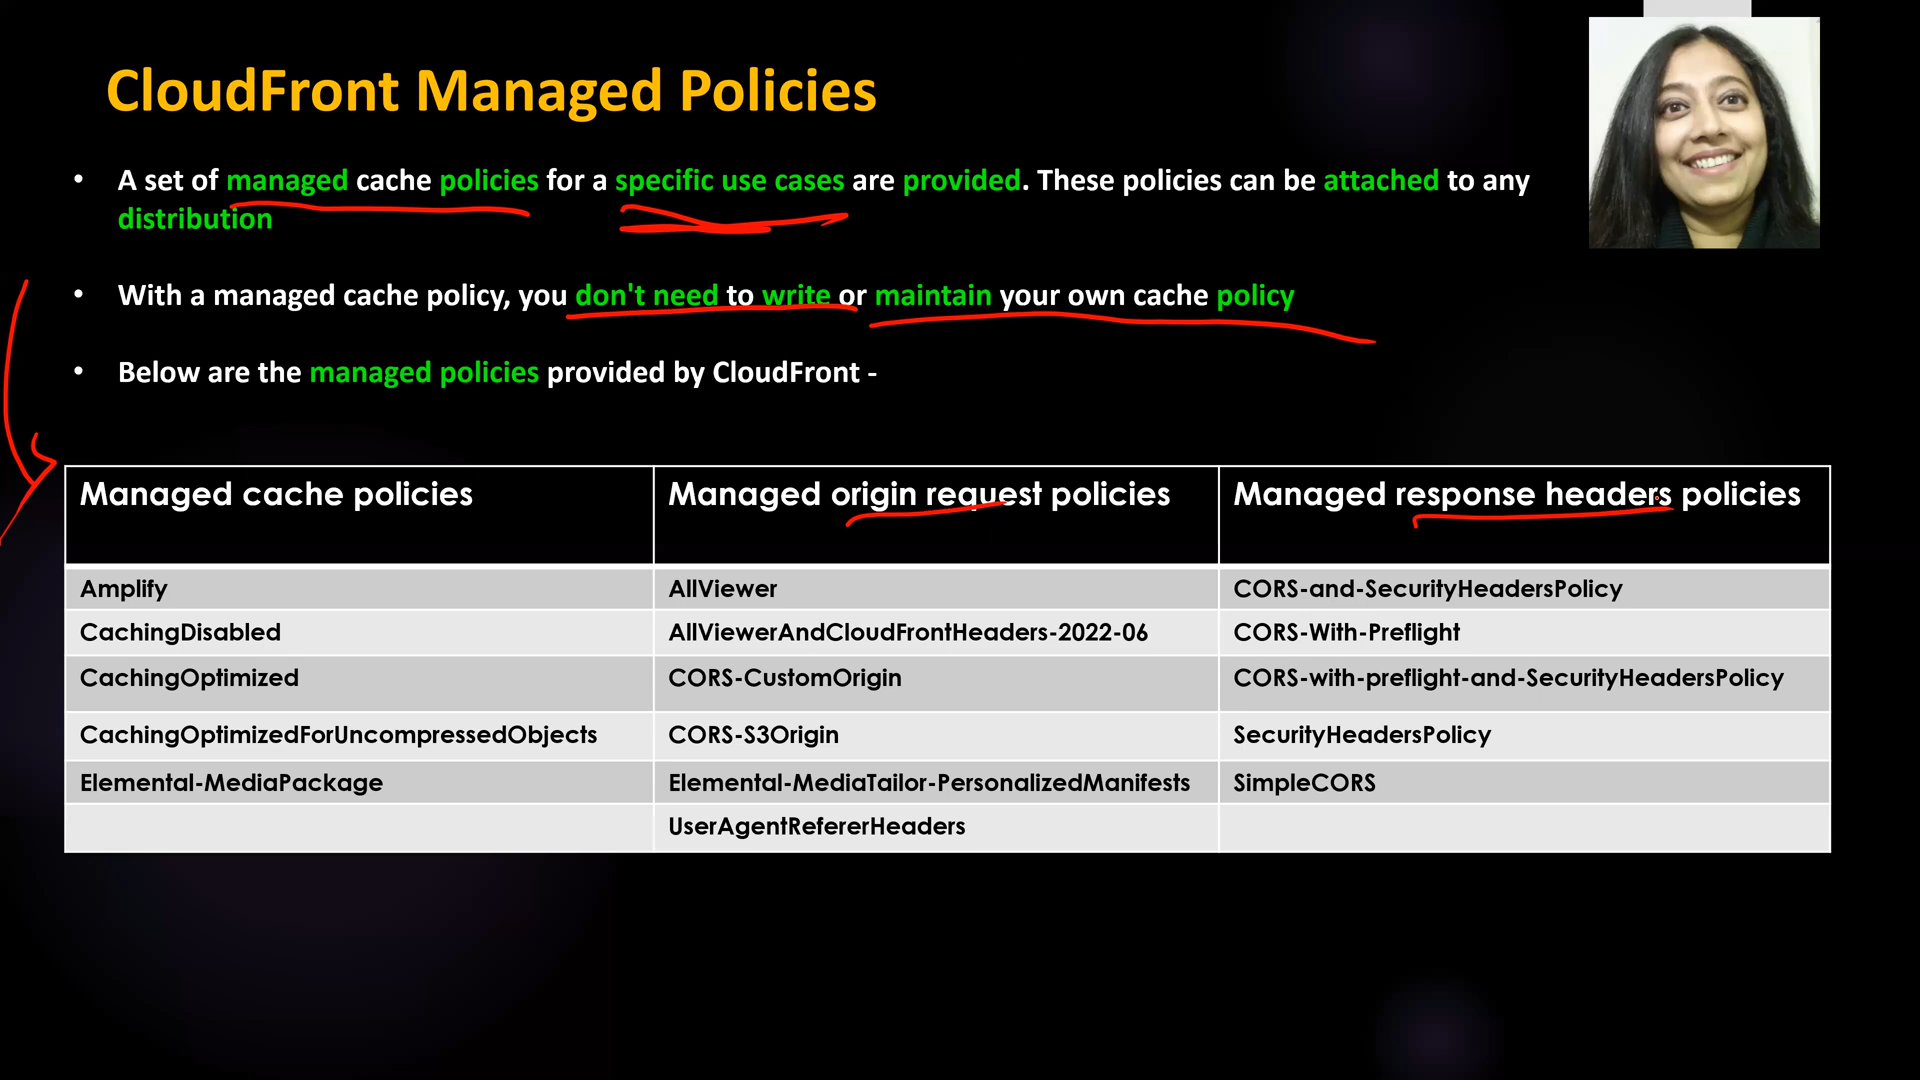 CloudFront Managed Policies
• A set of managed cache policies for a specific use cases are provided. These policies can be attached to any
distribution
• With a managed cache policy, you don't need to write or maintain your own cache policy
• Below are the managed policies provided by CloudFront -
Managed cache policies Managed origin request policies Managed response headers policies
Amplify AllViewer CORS-and-SecurityHeadersPolicy
CachingDisabled AllViewerAndCloudFrontHeaders-2022-06 CORS-With-Preflight
CachingOptimized CORS-CustomOrigin CORS-with-preflight-and-SecurityHeadersPolicy
CachingOptimizedForUncompressedObjects CORS-S3Origin SecurityHeadersPolicy
Elemental-MediaPackage Elemental-MediaTailor-PersonalizedManifests SimpleCORS
UserAgentRefererHeaders